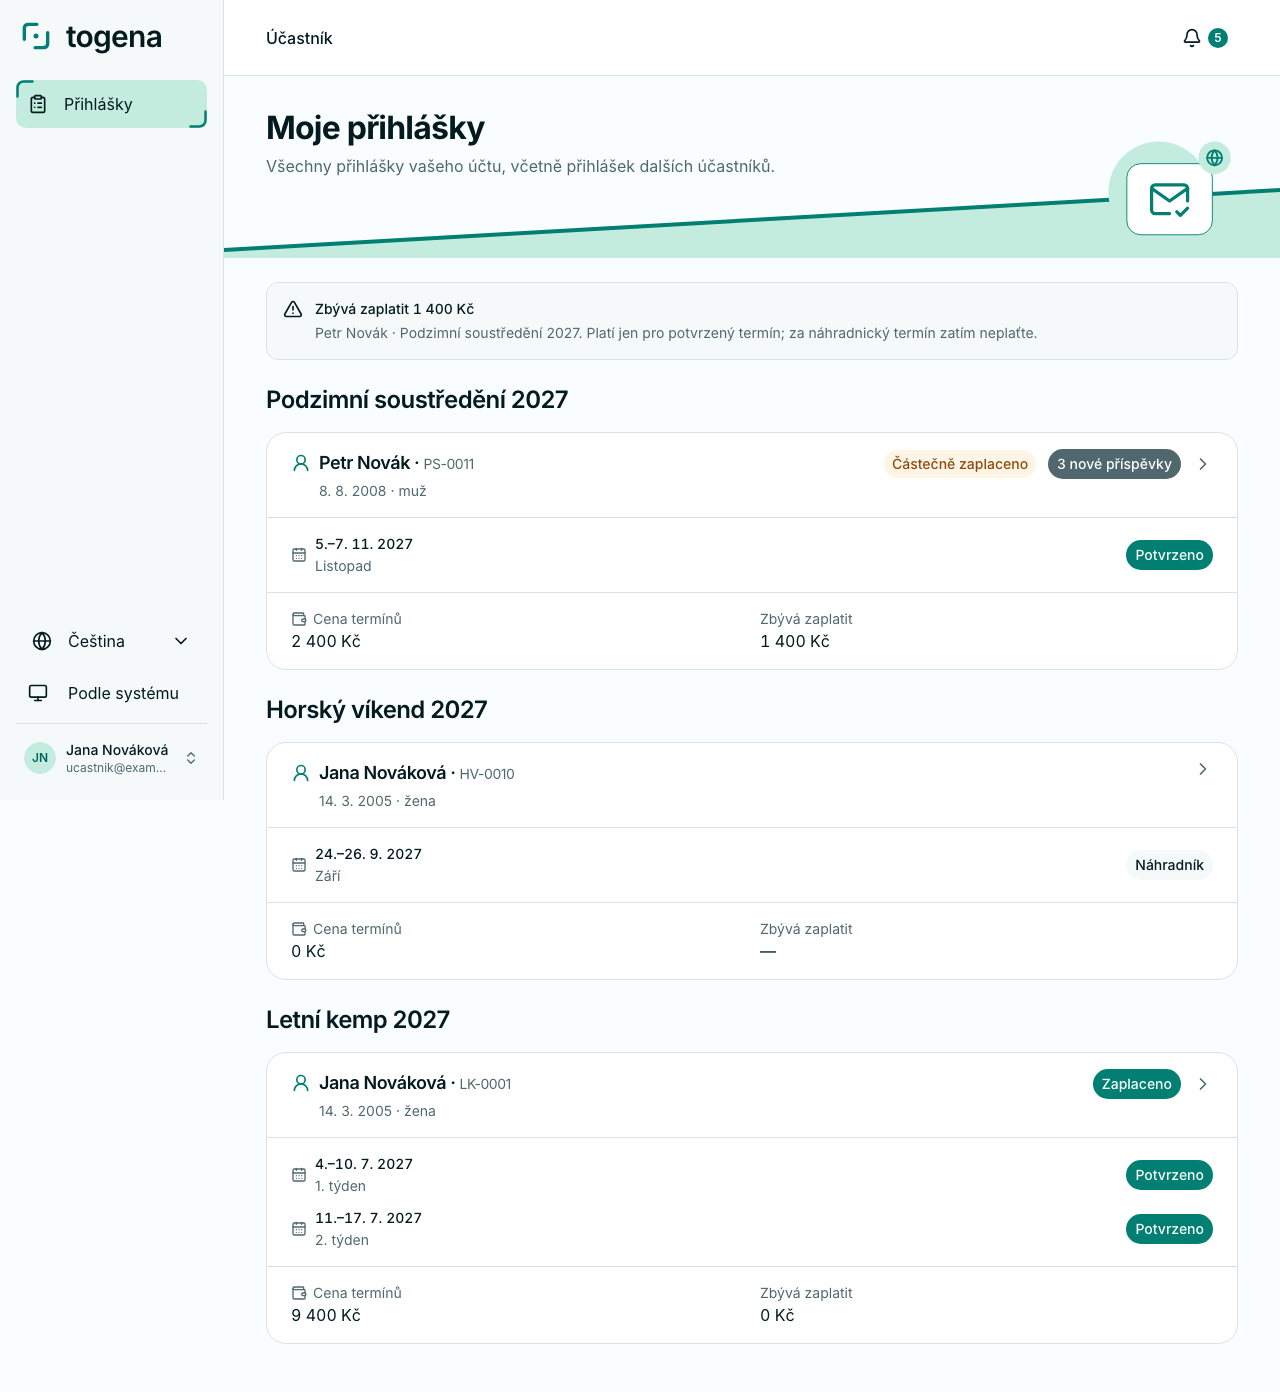 togena
Přihlášky
Čeština
Podle systému
JN
Jana Nováková
ucastnik@exam...
Účastník
5
Moje přihlášky
Všechny přihlášky vašeho účtu, včetně přihlášek dalších účastníků.
Zbývá zaplatit 1 400 Kč
Petr Novák · Podzimní soustředění 2027. Platí jen pro potvrzený termín; za náhradnický termín zatím neplaťte.
Podzimní soustředění 2027
Petr Novák · PS-0011
Částečně zaplaceno
3 nové příspěvky
8. 8. 2008 · muž
5.–7. 11. 2027
Listopad
Potvrzeno
Cena termínů
2 400 Kč
Zbývá zaplatit
1 400 Kč
Horský víkend 2027
Jana Nováková · HV-0010
14. 3. 2005 · žena
24.–26. 9. 2027
Září
Náhradník
Cena termínů
0 Kč
Zbývá zaplatit
—
Letní kemp 2027
Jana Nováková · LK-0001
Zaplaceno
14. 3. 2005 · žena
4.–10. 7. 2027
1. týden
Potvrzeno
11.–17. 7. 2027
2. týden
Potvrzeno
Cena termínů
9 400 Kč
Zbývá zaplatit
0 Kč